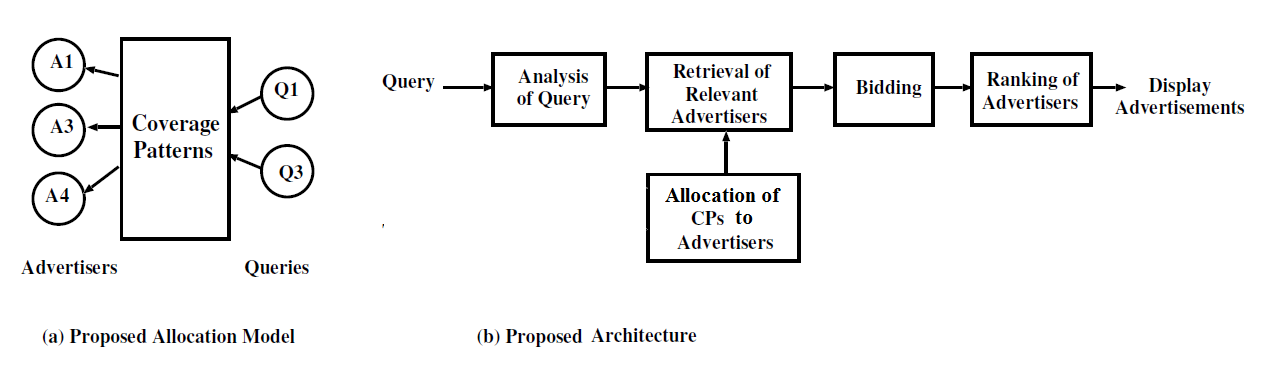 A1
A3
A4
Coverage
Patterns
Q1
Q3
Advertisers
Queries
(a) Proposed Allocation Model
Query
Analysis
of Query
Retrieval of
Relevant
Advertisers
Bidding
Ranking of
Advertisers
Display
Advertisements
Allocation of
CPs to
Advertisers
(b) Proposed Architecture